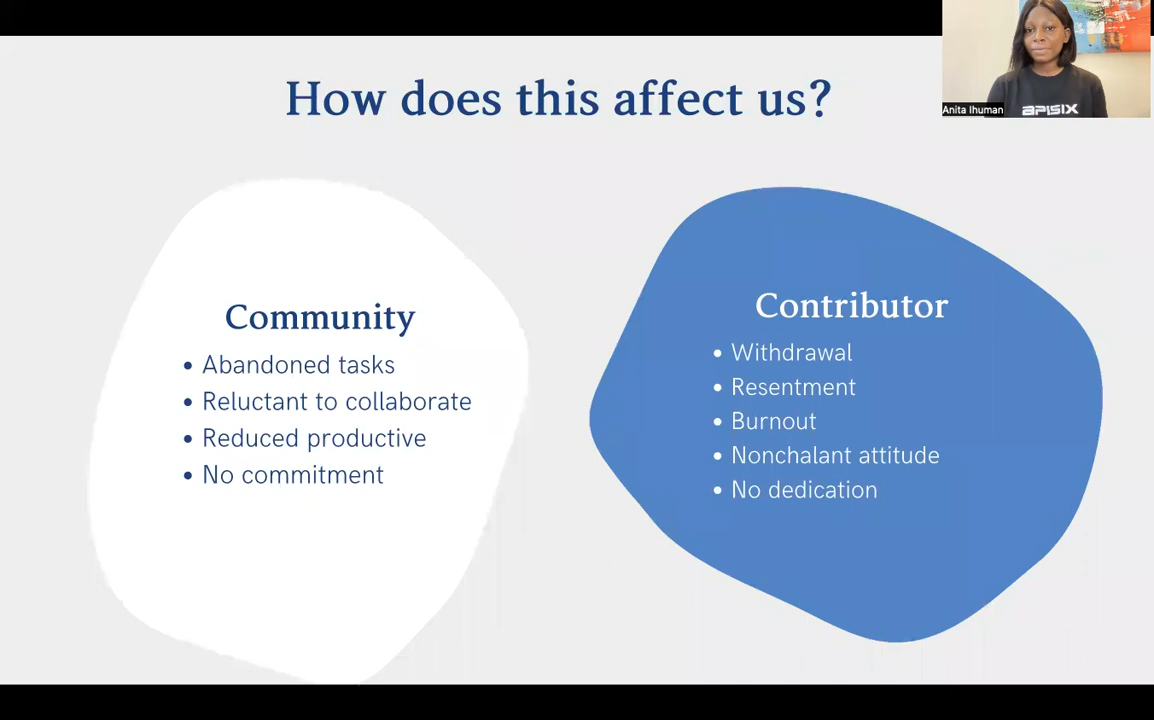 How does this affect us?
Anita Ihuman
APISIX
Community
• Abandoned tasks
• Reluctant to collaborate
• Reduced productive
• No commitment
Contributor
• Withdrawal
• Resentment
• Burnout
• Nonchalant attitude
• No dedication